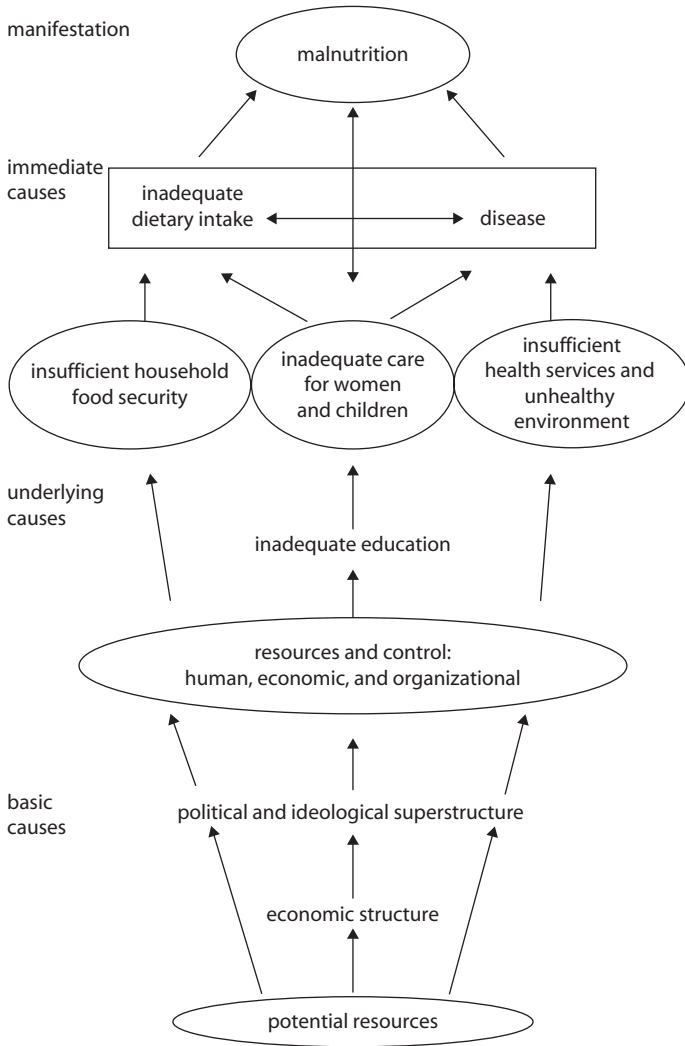 manifestation
malnutrition
immediate
causes
inadequate
dietary intake
disease
insufficient household
food security
inadequate care
for women
and children
insufficient
health services and
unhealthy
environment
underlying
causes
inadequate education
resources and control:
human, economic, and organizational
basic
causes
political and ideological superstructure
economic structure
potential resources